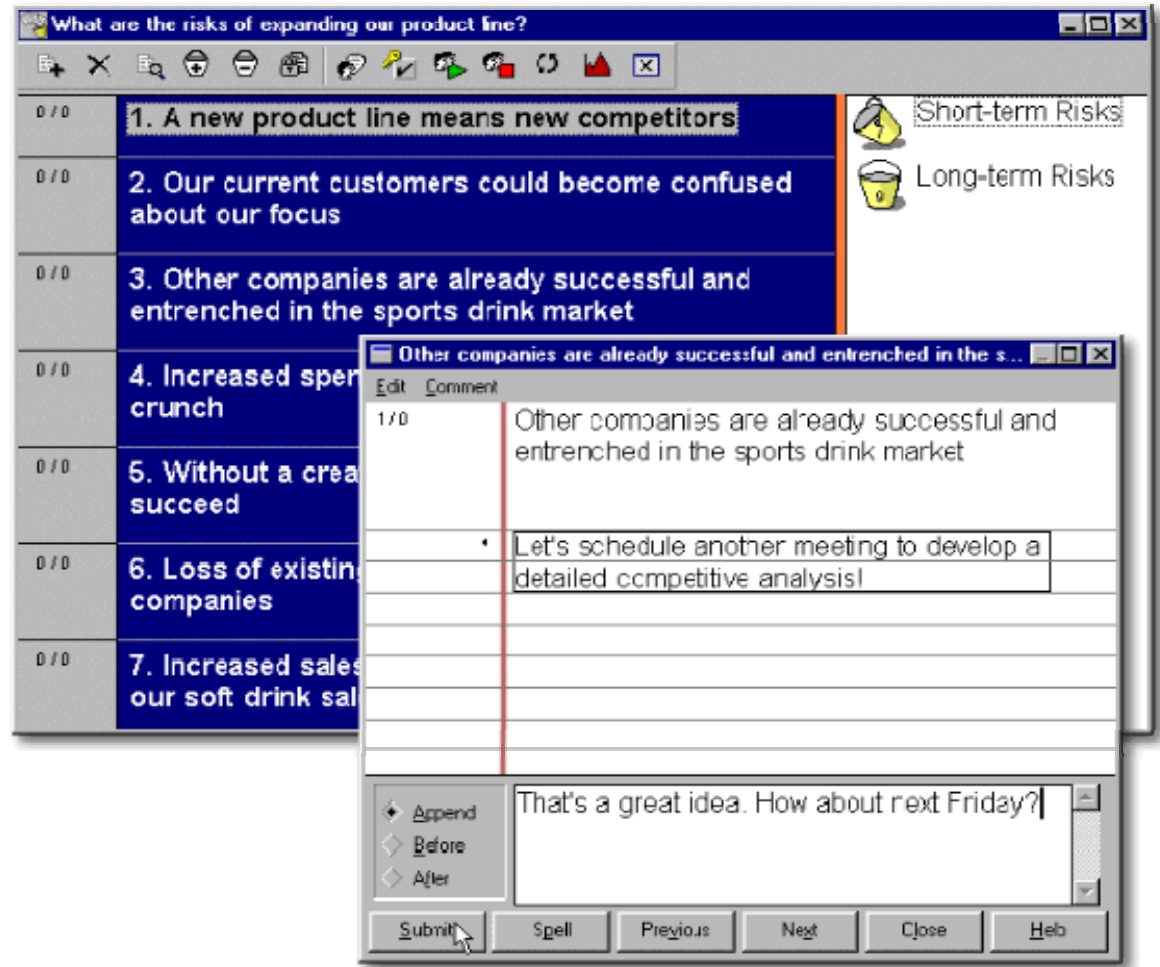 What are the risks of expanding our product line?
0 / 0
1. A new product line means new competitors
0 / 0
2. Our current customers could become confused
about our focus
0 / 0
3. Other companies are already successful and
entrenched in the sports drink market
0 / 0
4. Increased spen
crunch
0 / 0
5. Without a crea
succeed
0 / 0
6. Loss of existin
companies
0 / 0
7. Increased sales
our soft drink sal
Short-term Risks
0
Long-term Risks
Other companies are already successful and entrenched in the s...
Edit Comment
1 / 0
Other companies are already successful and
entrenched in the sports drink market
Let's schedule another meeting to develop a
detailed competitive analysis!
Append
Before
After
That's a great idea. How about next Friday?
Submit Spell Previous Next Close Help